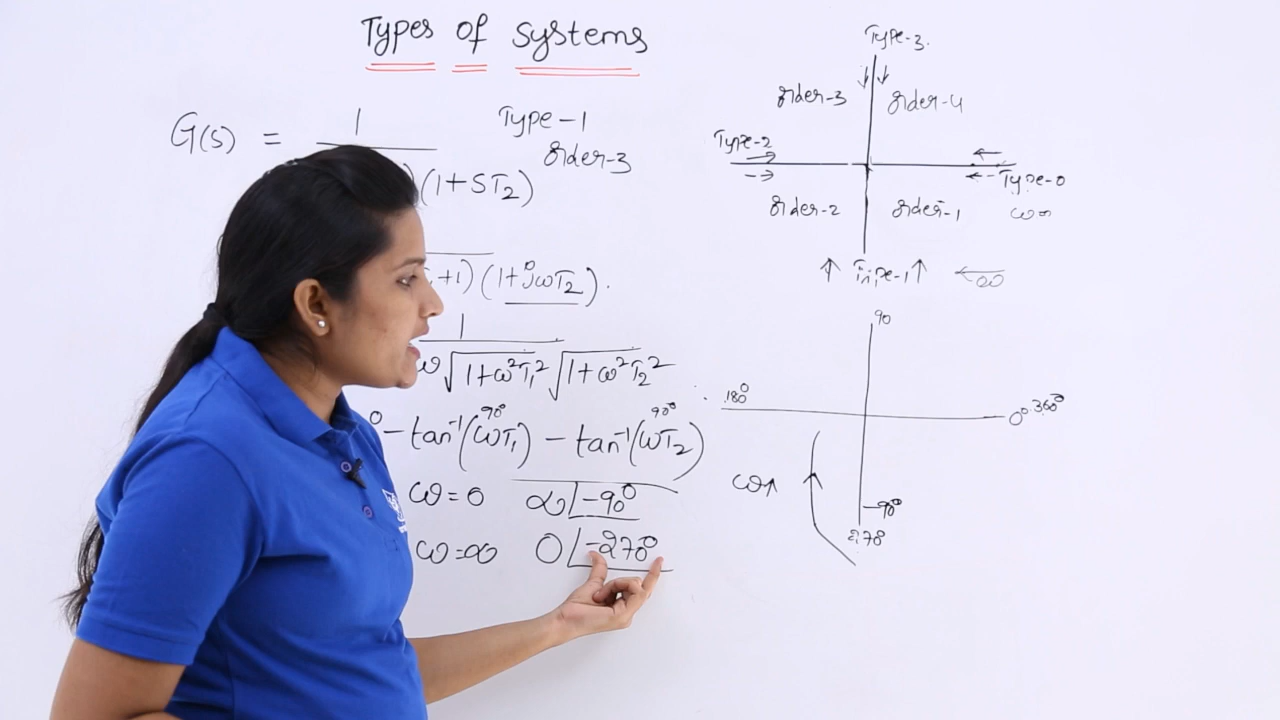 Types of Systems
G(s) = 1
(1+ST₂)
Type-1
Order-3
+1) (1+jωT₂).
1
ω√1+ω²T₁² √1+ω²T₂²
° -tan⁻¹(ωT₁) - tan⁻¹(ωT₂)
90° 90°
ω=0 ∞ -90°
ω=∞ 0 -270°
Type-3.
Order-3 Order-4
Type-2
Type-0
Order-2 Order-1
ω=
Type-1
∞
90
180° 0° 360°
ω↑
-90°
270